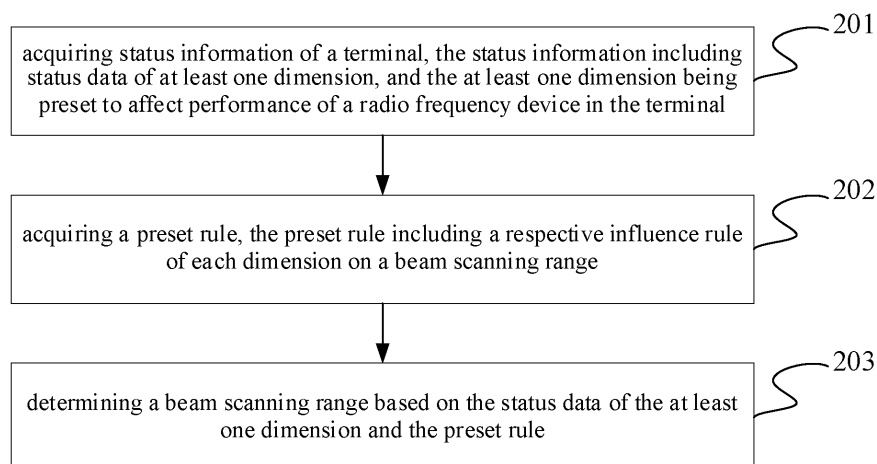 201
acquiring status information of a terminal, the status information including
status data of at least one dimension, and the at least one dimension being
preset to affect performance of a radio frequency device in the terminal
202
acquiring a preset rule, the preset rule including a respective influence rule
of each dimension on a beam scanning range
203
determining a beam scanning range based on the status data of the at least
one dimension and the preset rule